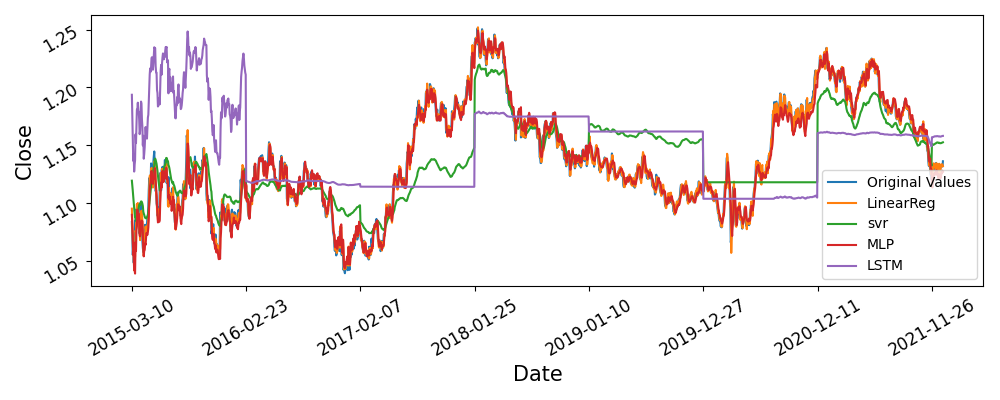 Close
1.25
1.20
1.15
1.10
1.05
Original Values
LinearReg
svr
MLP
LSTM
2015-03-10
2016-02-23
2017-02-07
2018-01-25
2019-01-10
2019-12-27
2020-12-11
2021-11-26
Date